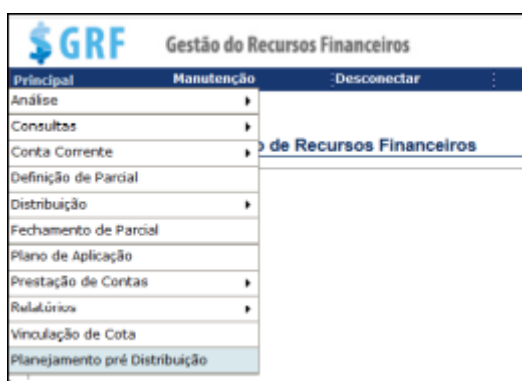 $ GRF Gestão do Recursos Financeiros
Principal Manutenção Desconectar
Análise
Consultas
Conta Corrente
o de Recursos Financeiros
Definição de Parcial
Distribuição
Fechamento de Parcial
Plano de Aplicação
Prestação de Contas
Relatórios
Vinculação de Cota
Planejamento pré Distribuição